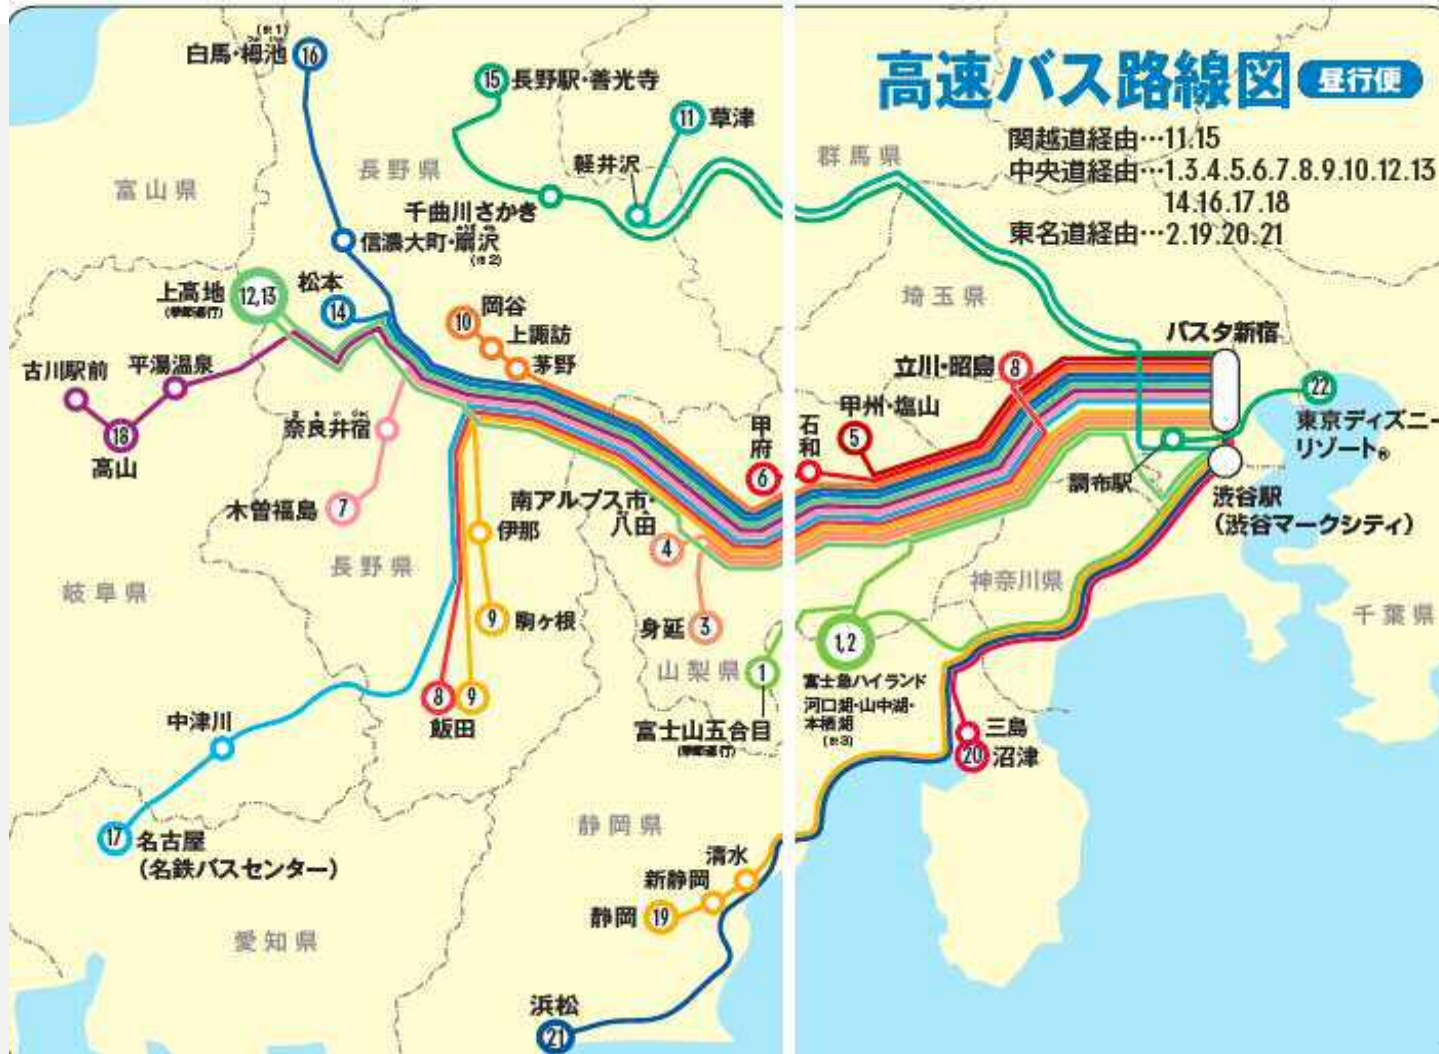 高速バス路線図 昼行便
関越道経由…11.15
中央道経由…1.3.4.5.6.7.8.9.10.12.13
14.16.17.18
東名道経由…2.19.20.21
(※1)
白馬・栂池
16
15
長野駅・善光寺
11
草津
軽井沢
群馬県
長野県
富山県
千曲川さかき
信濃大町・扇沢
(※2)
埼玉県
上高地
(季節運行)
12,13
松本
14
10
岡谷
上諏訪
茅野
バスタ新宿
立川・昭島
8
22
東京ディズニー
リゾート®
古川駅前
平湯温泉
18
高山
奈良井宿
甲府
6
石和
甲州・塩山
5
調布駅
渋谷駅
(渋谷マークシティ)
木曽福島
7
南アルプス市・
八田
4
伊那
長野県
岐阜県
神奈川県
千葉県
9
駒ヶ根
身延
3
山梨県
1
1,2
富士急ハイランド
河口湖・山中湖・
本栖湖
(※3)
8
9
飯田
富士山五合目
(季節運行)
中津川
三島
20
沼津
17
名古屋
(名鉄バスセンター)
静岡県
清水
新静岡
静岡
19
愛知県
浜松
21